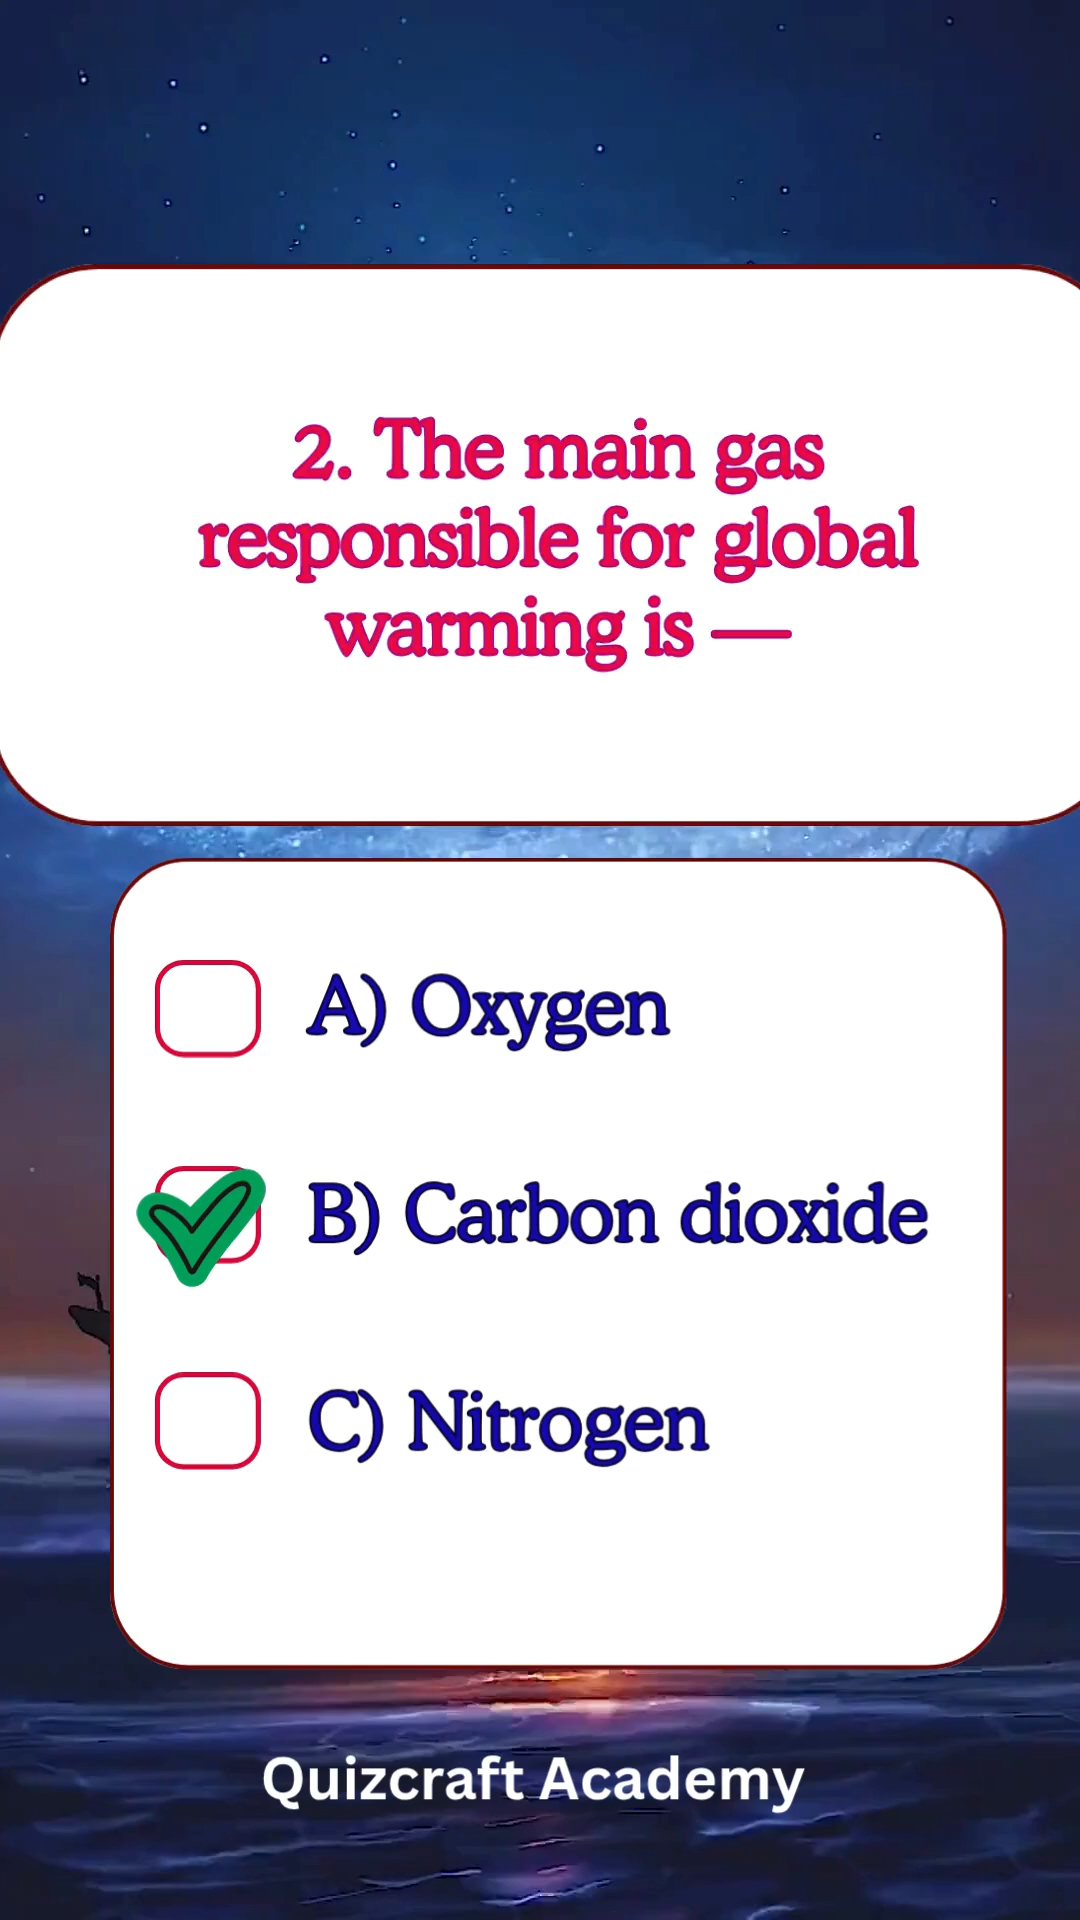 2. The main gas
responsible for global
warming is —
A) Oxygen
B) Carbon dioxide
C) Nitrogen
Quizcraft Academy